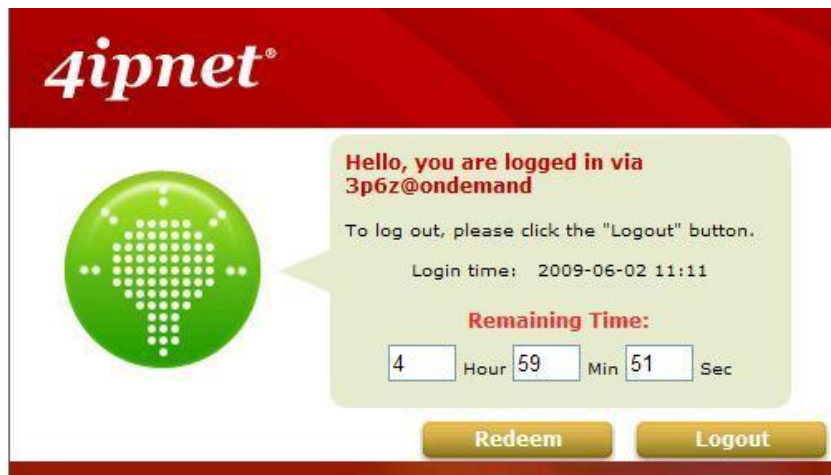 4ipnet®
Hello, you are logged in via
3p6z@ondemand
To log out, please click the "Logout" button.
Login time: 2009-06-02 11:11
Remaining Time:
4 Hour 59 Min 51 Sec
Redeem Logout